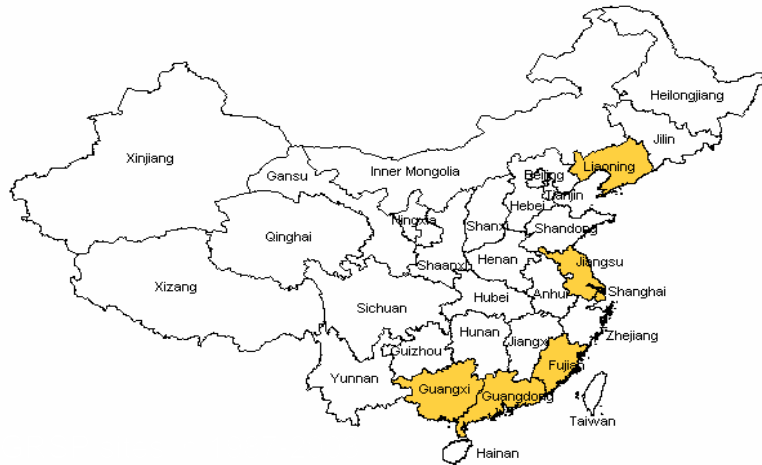 Heilongjiang
Jilin
Xinjiang
Liaoning
Gansu
Inner Mongolia
Beijing
Tianjin
Hebei
Ningxia
Shanxi
Shandong
Qinghai
Henan
Jiangsu
Shaanxi
Xizang
Anhui
Shanghai
Hubei
Sichuan
Hunan
Jiangxi
Zhejiang
Guizhou
Fujian
Yunnan
Guangxi
Guangdong
Taiwan
Hainan